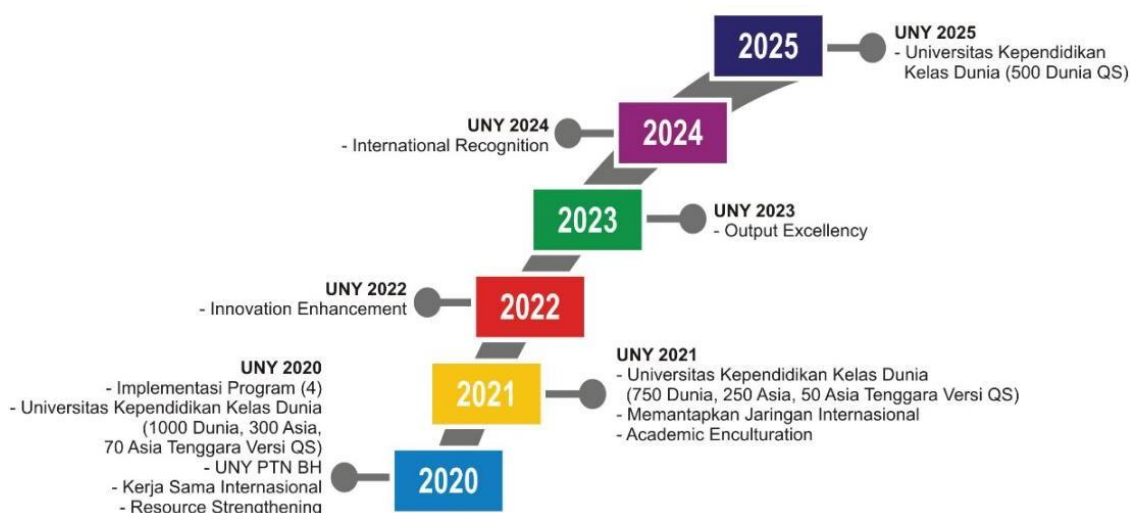 2025
UNY 2025
- Universitas Kependidikan
Kelas Dunia (500 Dunia QS)
UNY 2024
- International Recognition
2024
2023
UNY 2023
- Output Excellency
UNY 2022
- Innovation Enhancement
2022
UNY 2021
- Universitas Kependidikan Kelas Dunia
(750 Dunia, 250 Asia, 50 Asia Tenggara Versi QS)
- Memantapkan Jaringan Internasional
- Academic Enculturation
2021
UNY 2020
- Implementasi Program (4)
- Universitas Kependidikan Kelas Dunia
(1000 Dunia, 300 Asia,
70 Asia Tenggara Versi QS)
- UNY PTN BH
- Kerja Sama Internasional
- Resource Strengthening
2020